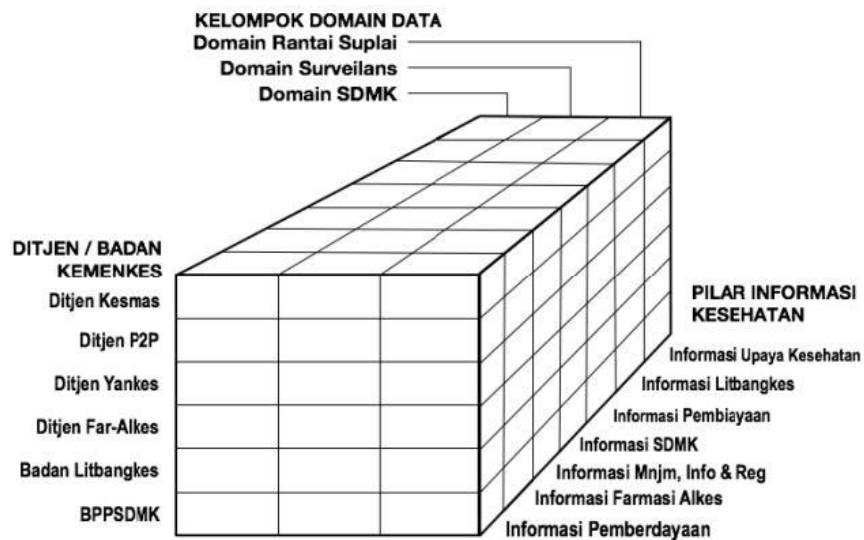 KELOMPOK DOMAIN DATA
Domain Rantai Suplai
Domain Surveilans
Domain SDMK
DITJEN / BADAN
KEMENKES
Ditjen Kesmas
Ditjen P2P
Ditjen Yankes
Ditjen Far-Alkes
Badan Litbangkes
BPPSDMK
PILAR INFORMASI
KESEHATAN
Informasi Upaya Kesehatan
Informasi Litbangkes
Informasi Pembiayaan
Informasi SDMK
Informasi Mnjm, Info & Reg
Informasi Farmasi Alkes
Informasi Pemberdayaan